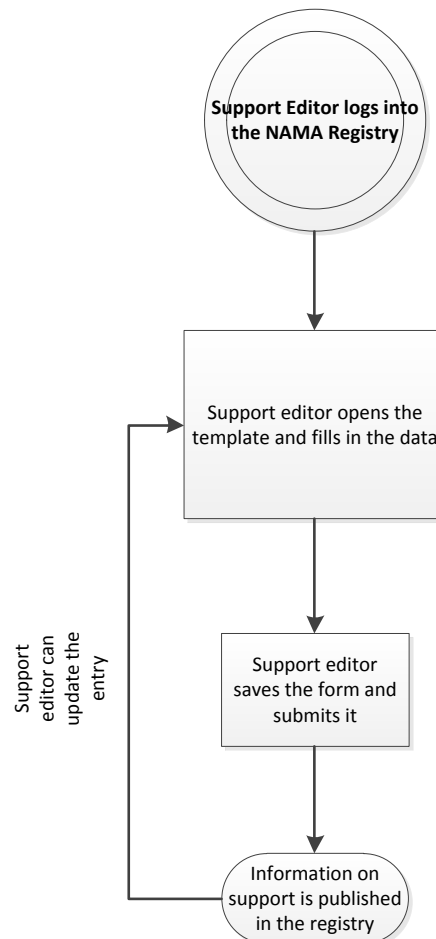 Support Editor logs into
the NAMA Registry
Support editor opens the
template and fills in the data
Support
editor can
update the
entry
Support editor
saves the form and
submits it
Information on
support is published
in the registry